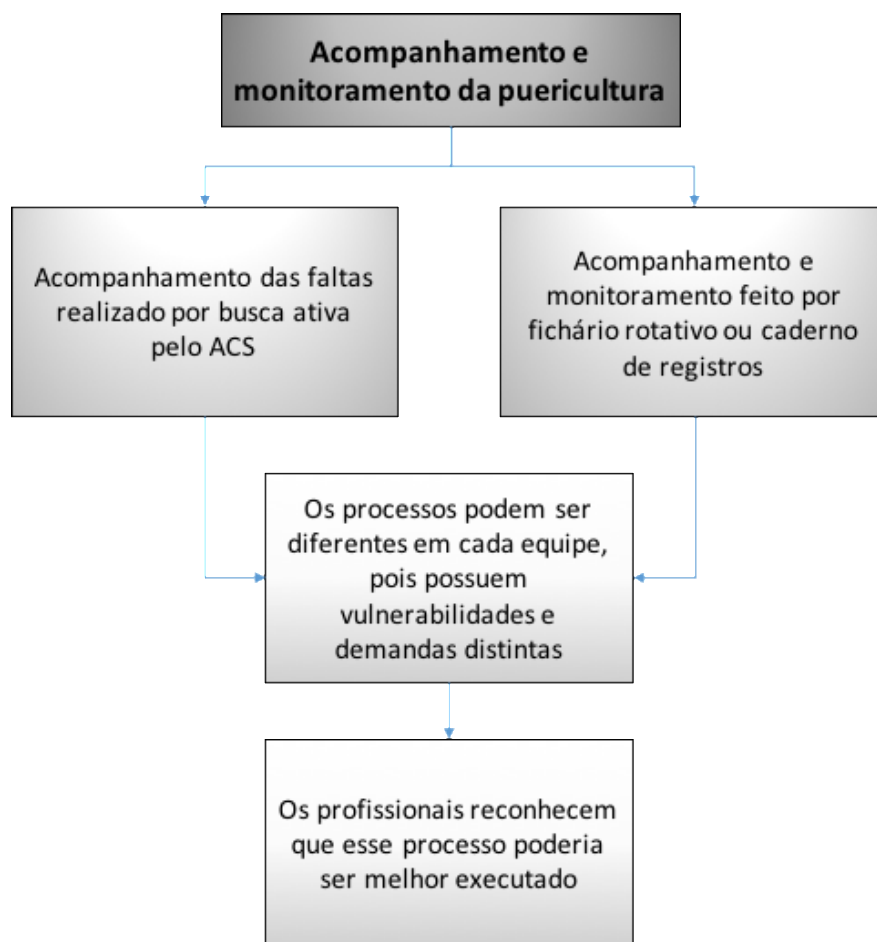 Acompanhamento e
monitoramento da puericultura
Acompanhamento das faltas
realizado por busca ativa
pelo ACS
Acompanhamento e
monitoramento feito por
fichário rotativo ou caderno
de registros
Os processos podem ser
diferentes em cada equipe,
pois possuem
vulnerabilidades e
demandas distintas
Os profissionais reconhecem
que esse processo poderia
ser melhor executado